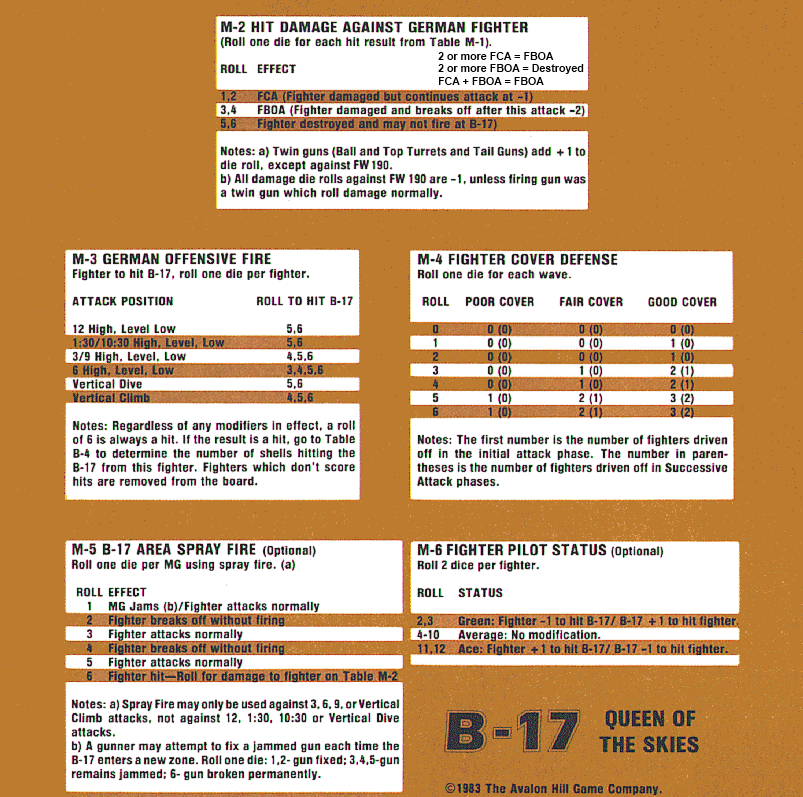 M-2 HIT DAMAGE AGAINST GERMAN FIGHTER
(Roll one die for each hit result from Table M-1).
2 or more FCA = FBOA
ROLL EFFECT 2 or more FBOA = Destroyed
FCA + FBOA = FBOA
1,2 FCA (Fighter damaged but continues attack at -1)
3,4 FBOA (Fighter damaged and breaks off after this attack -2)
5,6 Fighter destroyed and may not fire at B-17)
Notes: a) Twin guns (Ball and Top Turrets and Tail Guns) add +1 to
die roll, except against FW 190.
b) All damage die rolls against FW 190 are -1, unless firing gun was
a twin gun which roll damage normally.
M-3 GERMAN OFFENSIVE FIRE
Fighter to hit B-17, roll one die per fighter.
ATTACK POSITION ROLL TO HIT B-17
12 High, Level Low 5,6
1:30/10:30 High, Level, Low 5,6
3/9 High, Level, Low 4,5,6
6 High, Level, Low 3,4,5,6
Vertical Dive 5,6
Vertical Climb 4,5,6
Notes: Regardless of any modifiers in effect, a roll
of 6 is always a hit. If the result is a hit, go to Table
B-4 to determine the number of shells hitting the
B-17 from this fighter. Fighters which don't score
hits are removed from the board.
M-4 FIGHTER COVER DEFENSE
Roll one die for each wave.
ROLL POOR COVER FAIR COVER GOOD COVER
0 0 (0) 0 (0) 0 (0)
1 0 (0) 0 (0) 1 (0)
2 0 (0) 0 (0) 1 (0)
3 0 (0) 1 (0) 2 (1)
4 0 (0) 1 (0) 2 (1)
5 1 (0) 2 (1) 3 (2)
6 1 (0) 2 (1) 3 (2)
Notes: The first number is the number of fighters driven
off in the initial attack phase. The number in paren-
theses is the number of fighters driven off in Successive
Attack phases.
M-5 B-17 AREA SPRAY FIRE (Optional)
Roll one die per MG using spray fire. (a)
ROLL EFFECT
1 MG Jams (b)/Fighter attacks normally
2 Fighter breaks off without firing
3 Fighter attacks normally
4 Fighter breaks off without firing
5 Fighter attacks normally
6 Fighter hit—Roll for damage to fighter on Table M-2
Notes: a) Spray Fire may only be used against 3, 6, 9, or Vertical
Climb attacks, not against 12, 1:30, 10:30 or Vertical Dive
attacks.
b) A gunner may attempt to fix a jammed gun each time the
B-17 enters a new zone. Roll one die: 1,2- gun fixed; 3,4,5-gun
remains jammed; 6- gun broken permanently.
M-6 FIGHTER PILOT STATUS (Optional)
Roll 2 dice per fighter.
ROLL STATUS
2,3 Green: Fighter -1 to hit B-17/ B-17 +1 to hit fighter.
4-10 Average: No modification.
11,12 Ace: Fighter +1 to hit B-17/ B-17 -1 to hit fighter.
B-17 QUEEN OF
THE SKIES
©1983 The Avalon Hill Game Company.